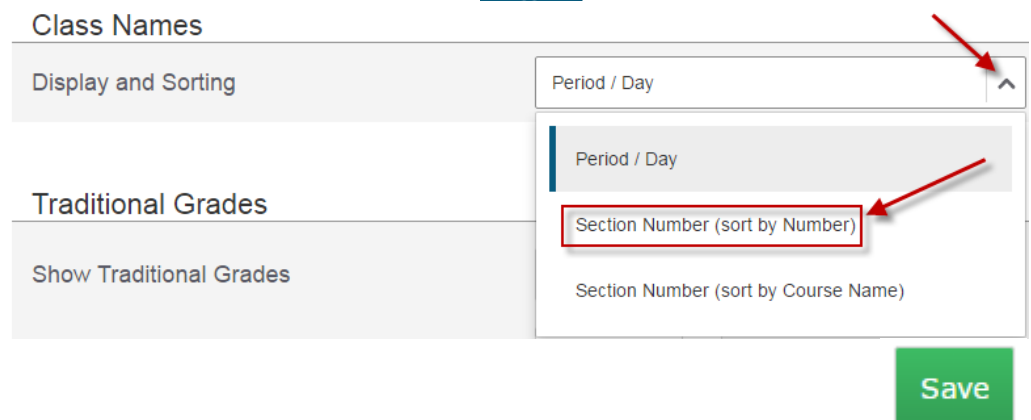 Class Names
Display and Sorting
Period / Day
Period / Day
Section Number (sort by Number)
Section Number (sort by Course Name)
Traditional Grades
Show Traditional Grades
Save